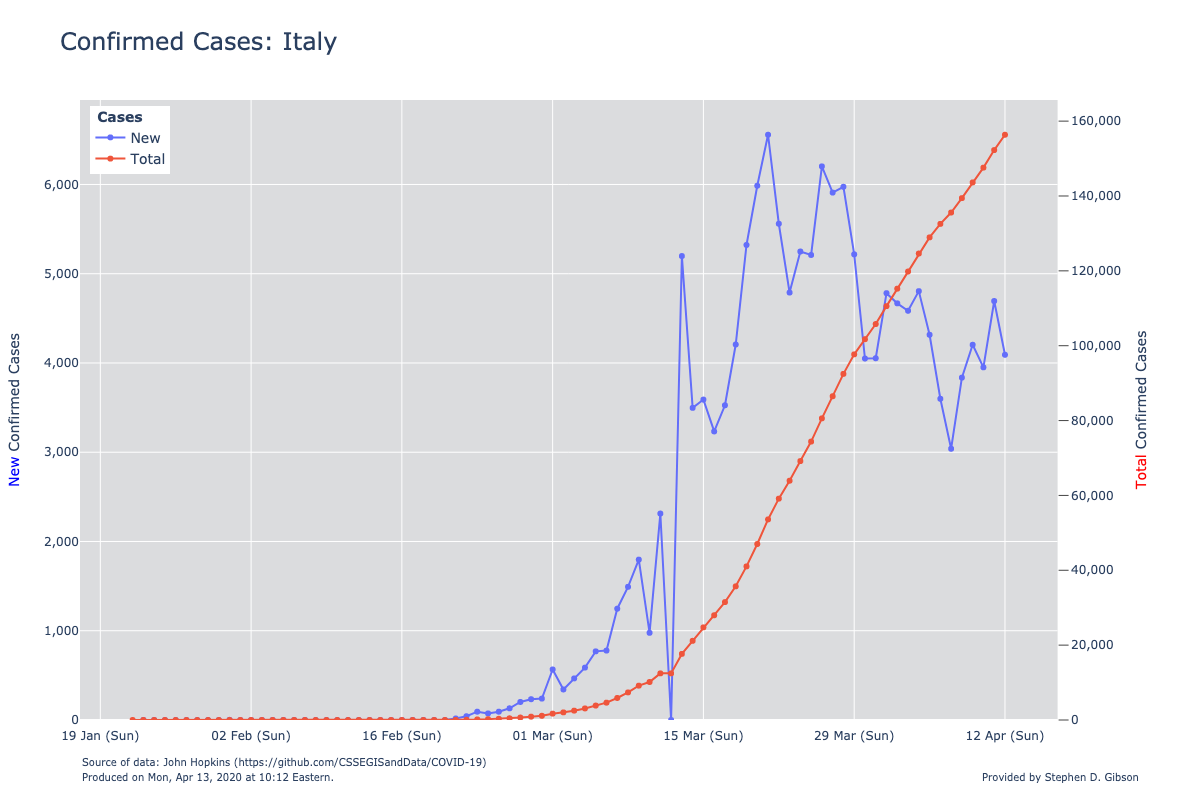 Confirmed Cases: Italy
Cases
New
Total
6,000
5,000
4,000
3,000
2,000
1,000
0
160,000
140,000
120,000
100,000
80,000
60,000
40,000
20,000
0
New Confirmed Cases
Total Confirmed Cases
19 Jan (Sun)
02 Feb (Sun)
16 Feb (Sun)
01 Mar (Sun)
15 Mar (Sun)
29 Mar (Sun)
12 Apr (Sun)
Source of data: John Hopkins (https://github.com/CSSEGISandData/COVID-19)
Produced on Mon, Apr 13, 2020 at 10:12 Eastern.
Provided by Stephen D. Gibson